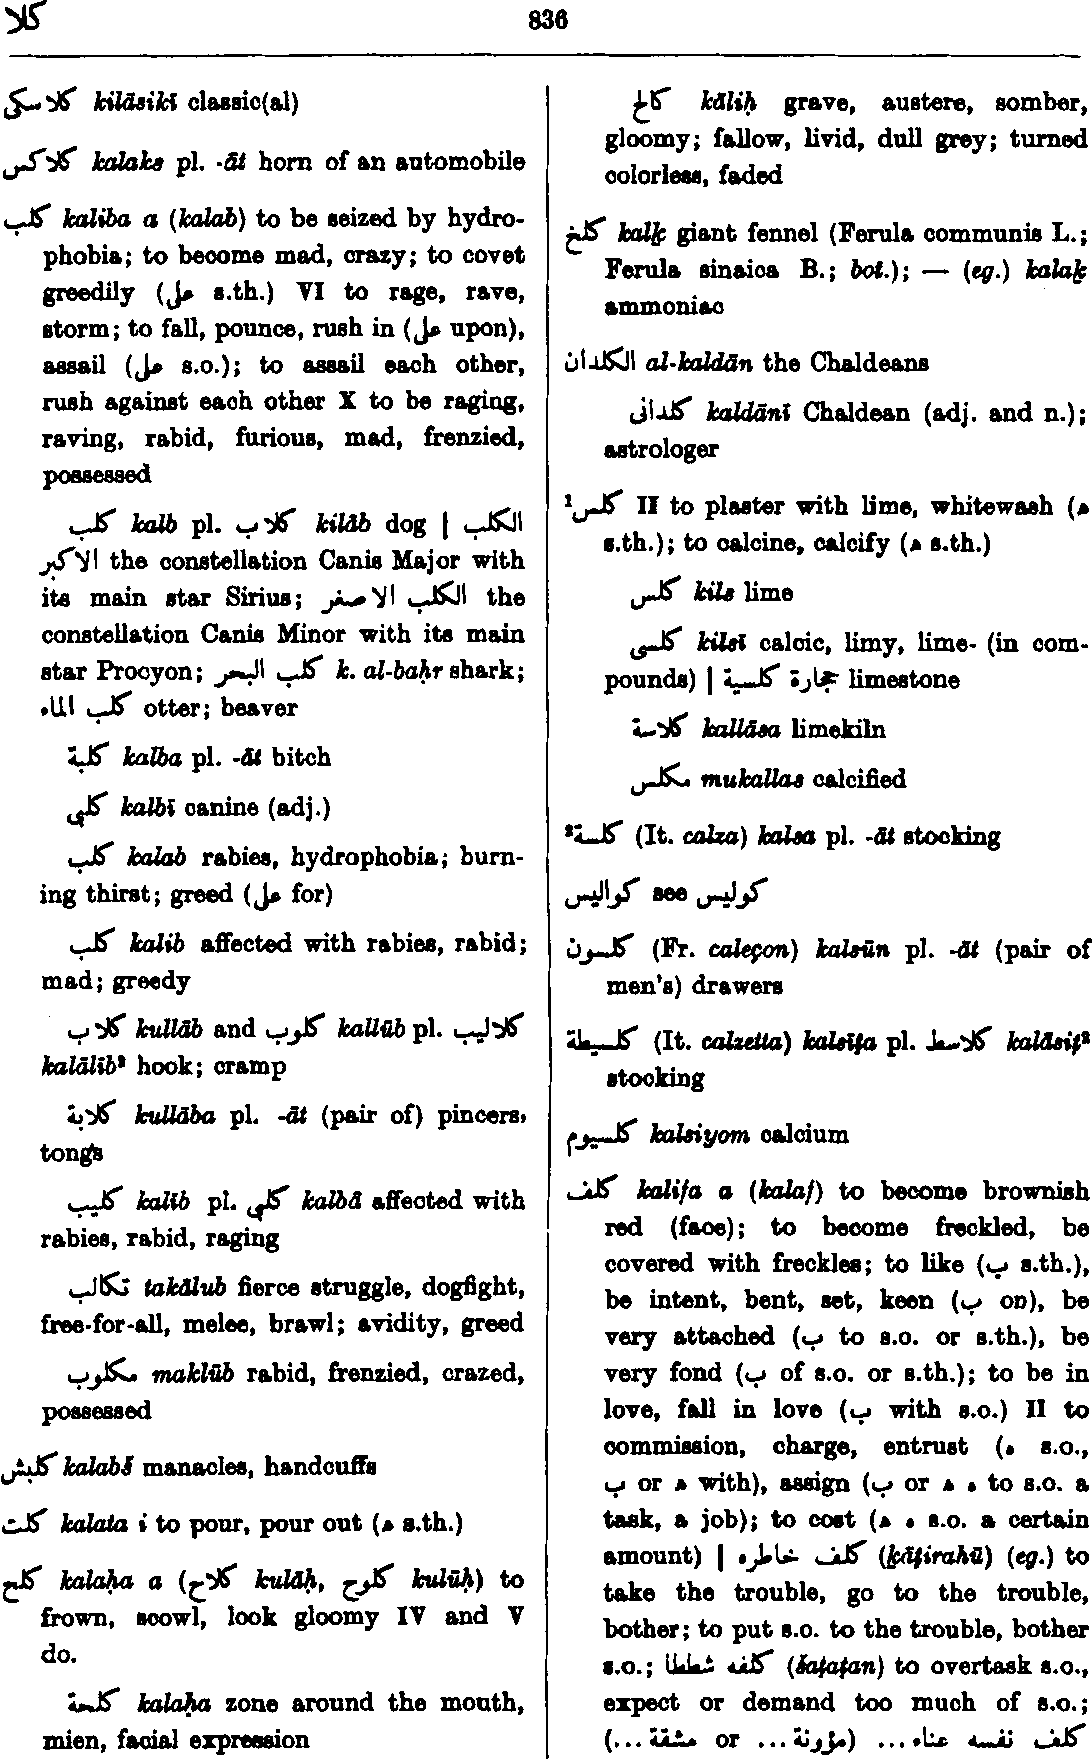 كلا
836
كلاسيكى kilāsikī classic(al)
كلاكس kalaks pl. -āt horn of an automobile
كلب kaliba a (kalab) to be seized by hydro-
phobia; to become mad, crazy; to covet
greedily (على s.th.) VI to rage, rave,
storm; to fall, pounce, rush in (على upon),
assail (على s.o.); to assail each other,
rush against each other X to be raging,
raving, rabid, furious, mad, frenzied,
possessed
كلب kalb pl. كلاب kilāb dog | الكلب
الاكبر the constellation Canis Major with
its main star Sirius; الكلب الاصغر the
constellation Canis Minor with its main
star Procyon; كلب البحر k. al-baḥr shark;
كلب الماء otter; beaver
كلبة kalba pl. -āt bitch
كلبى kalbī canine (adj.)
كلب kalab rabies, hydrophobia; burn-
ing thirst; greed (على for)
كلب kalib affected with rabies, rabid;
mad; greedy
كلاب kullāb and كلوب kallūb pl. كلاليب
kalālīb² hook; cramp
كلابة kullāba pl. -āt (pair of) pincers,
tongs
كليب kalīb pl. كلبى kalbā affected with
rabies, rabid, raging
تكالب takālub fierce struggle, dogfight,
free-for-all, melee, brawl; avidity, greed
مكلوب maklūb rabid, frenzied, crazed,
possessed
كلبش kalabš manacles, handcuffs
كلت kalata i to pour, pour out (ه s.th.)
كلح kalaḥa a (كلاح kulāḥ, كلوح kulūḥ) to
frown, scowl, look gloomy IV and V
do.
كلحة kalaḥa zone around the mouth,
mien, facial expression
كالح kāliḥ grave, austere, somber,
gloomy; fallow, livid, dull grey; turned
colorless, faded
كلخ kalḵ giant fennel (Ferula communis L.;
Ferula sinaica B.; bot.); — (eg.) kalaḵ
ammoniac
الكلدان al-kaldān the Chaldeans
كلدانى kaldānī Chaldean (adj. and n.);
astrologer
¹كلس II to plaster with lime, whitewash (ه
s.th.); to calcine, calcify (ه s.th.)
كلس kils lime
كلسى kilsī calcic, limy, lime- (in com-
pounds) | حجارة كلسية limestone
كلاسة kallāsa limekiln
مكلس mukallas calcified
²كلسة (It. calza) kalsa pl. -āt stocking
كواليس see كوليس
كلسون (Fr. caleçon) kalsūn pl. -āt (pair of
men's) drawers
كلسيطة (It. calzetta) kalsīṭa pl. كلاسط kalāsiṭ²
stocking
كلسيوم kalsiyom calcium
كلف kalifa a (kalaf) to become brownish
red (face); to become freckled, be
covered with freckles; to like (ب s.th.),
be intent, bent, set, keen (ب on), be
very attached (ب to s.o. or s.th.), be
very fond (ب of s.o. or s.th.); to be in
love, fall in love (ب with s.o.) II to
commission, charge, entrust (ه s.o.,
ب or ه with), assign (ب or ه ه to s.o. a
task, a job); to cost (ه ه s.o. a certain
amount) | كلف خاطره (ḵāṭirahū) (eg.) to
take the trouble, go to the trouble,
bother; to put s.o. to the trouble, bother
s.o.; كلفه شططا (šaṭaṭan) to overtask s.o.,
expect or demand too much of s.o.;
كلف نفسه عناء... (مؤونة... or مشقة...)